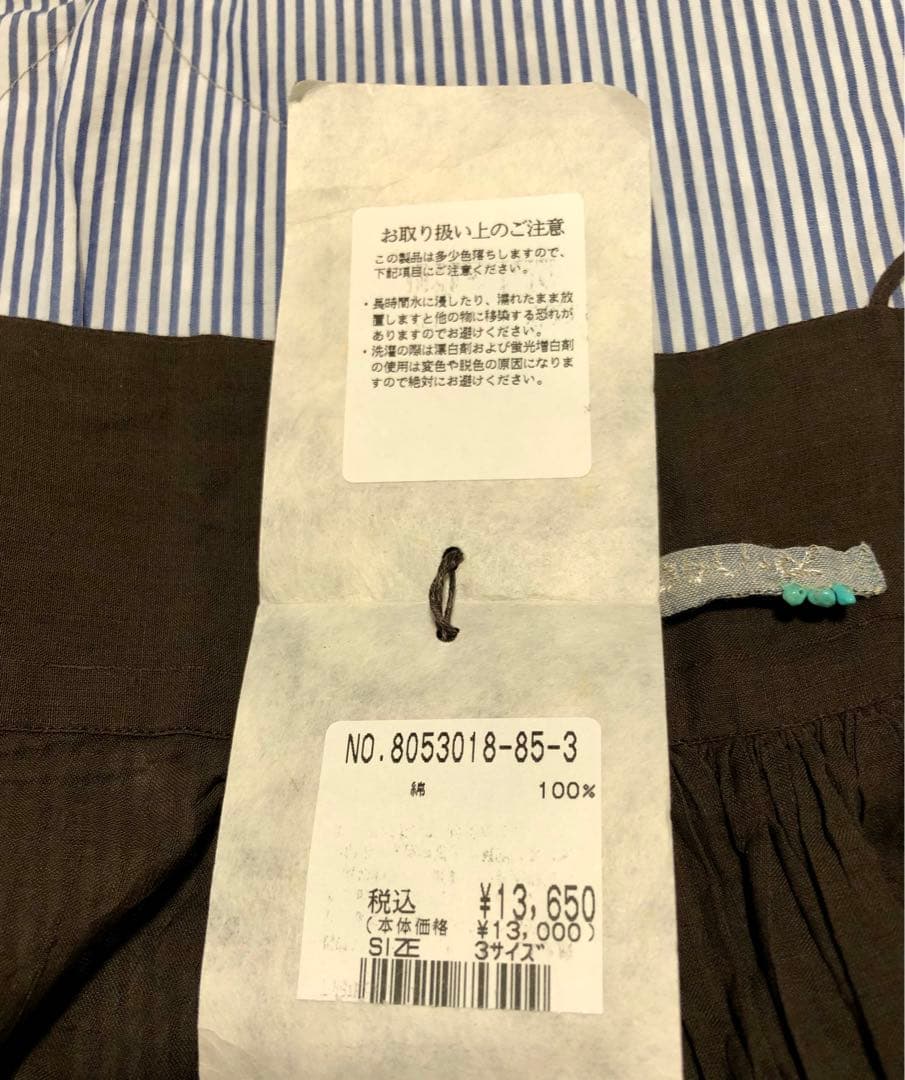 お取り扱い上のご注意
この製品は多少色落ちしますので、
下記項目にご注意ください。
・長時間水に浸したり、濡れたまま放
置しますと他の物に移染する恐れが
ありますのでお避けください。
・洗濯の際は漂白剤および蛍光増白剤
の使用は変色や脱色の原因になりま
すので絶対にお避けください。
NO.8053018-85-3
綿 100%
税込 ¥13,650
(本体価格 ¥13,000)
SIZE 3サイズ